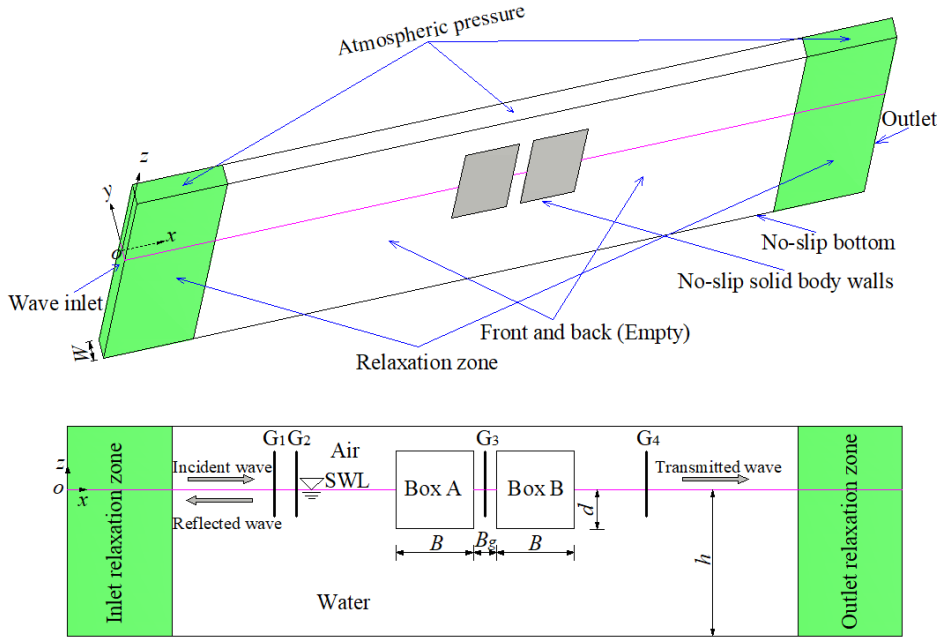 Atmospheric pressure
z
y
x
o
Outlet
No-slip bottom
Wave inlet
No-slip solid body walls
Front and back (Empty)
W
Relaxation zone
G1 G2 G3 G4
Air
z
Incident wave
SWL
Box A
Box B
Transmitted wave
o
x
Reflected wave
d
B
Bg
B
h
Water
Inlet relaxation zone
Outlet relaxation zone